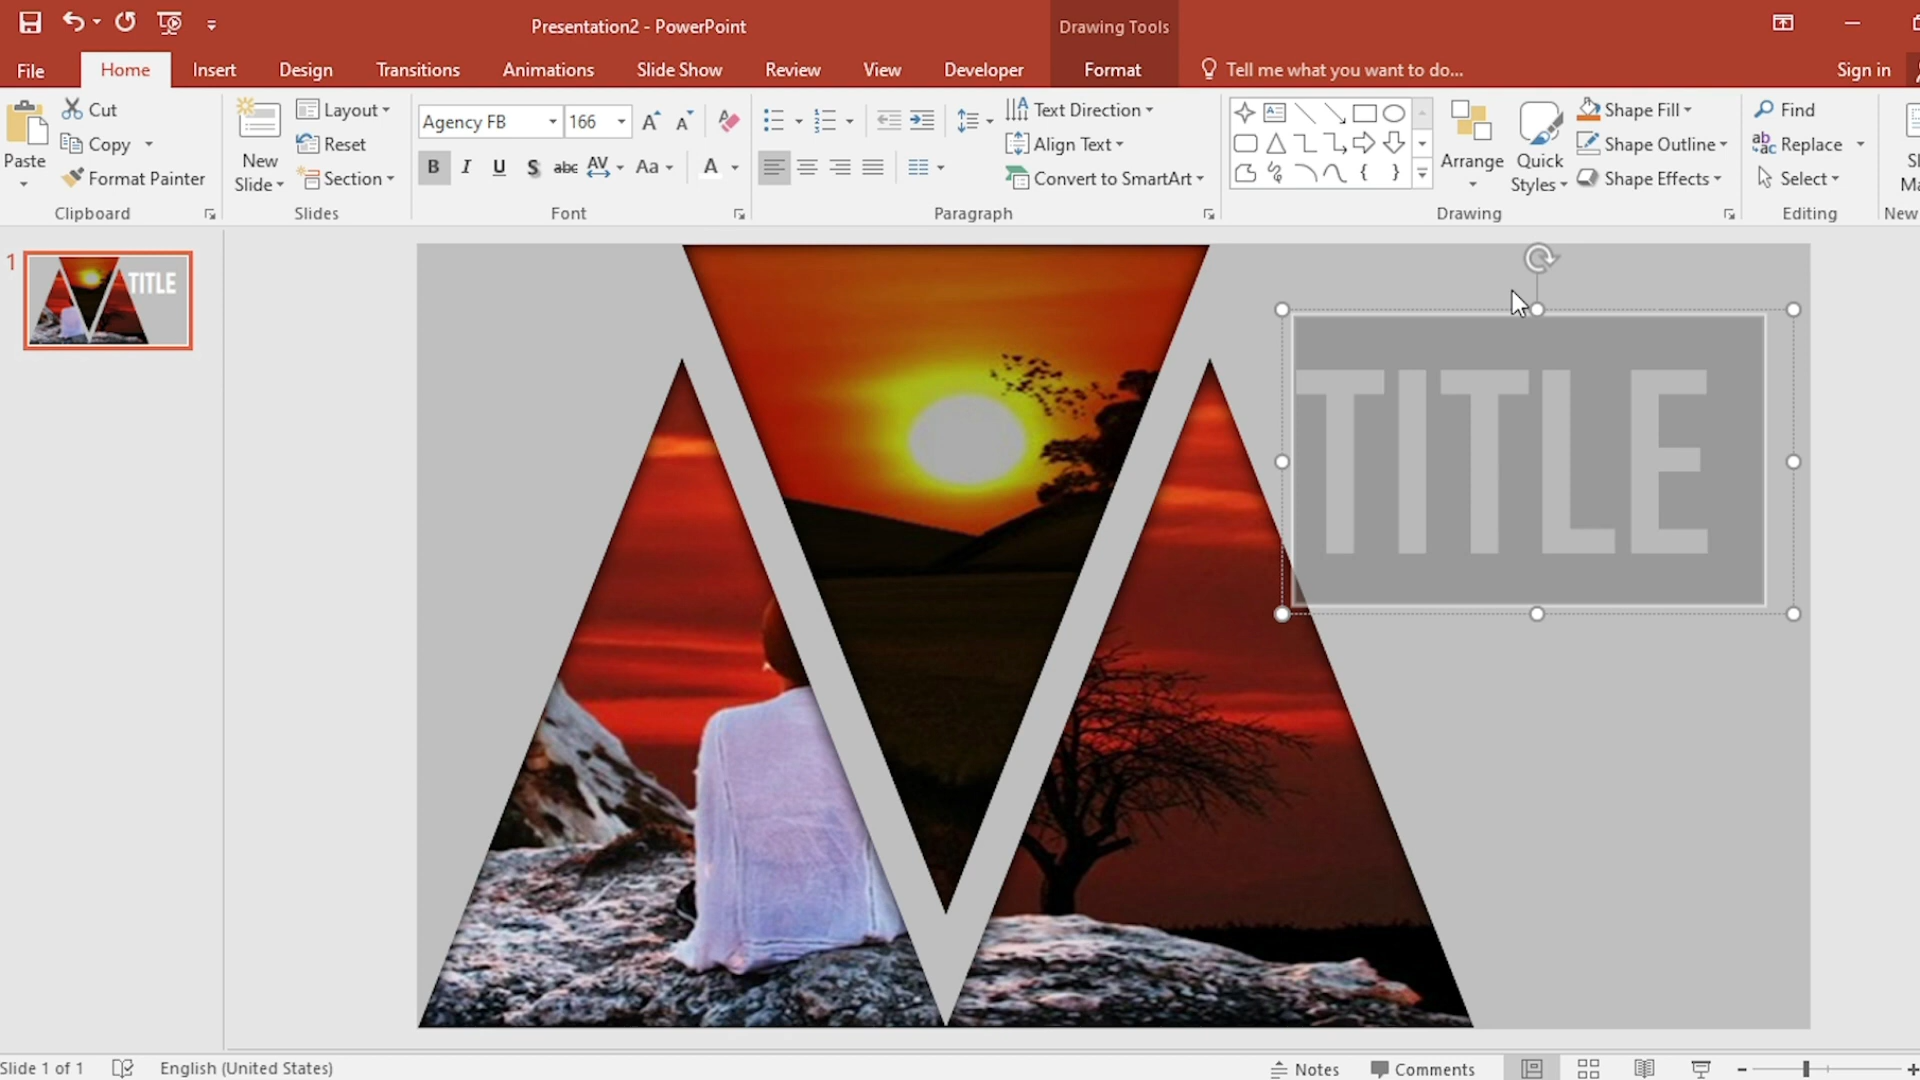 Presentation2 - PowerPoint
Drawing Tools
File Home Insert Design Transitions Animations Slide Show Review View Developer Format Tell me what you want to do... Sign in
Paste
Cut
Copy
Format Painter
Clipboard
New
Slide
Layout
Reset
Section
Slides
Agency FB 166
B I U S abc AV Aa A
Font
Text Direction
Align Text
Convert to SmartArt
Paragraph
Arrange
Quick
Styles
Shape Fill
Shape Outline
Shape Effects
Drawing
Find
Replace
Select
Editing
New
1
TITLE
TITLE
Slide 1 of 1 English (United States) Notes Comments